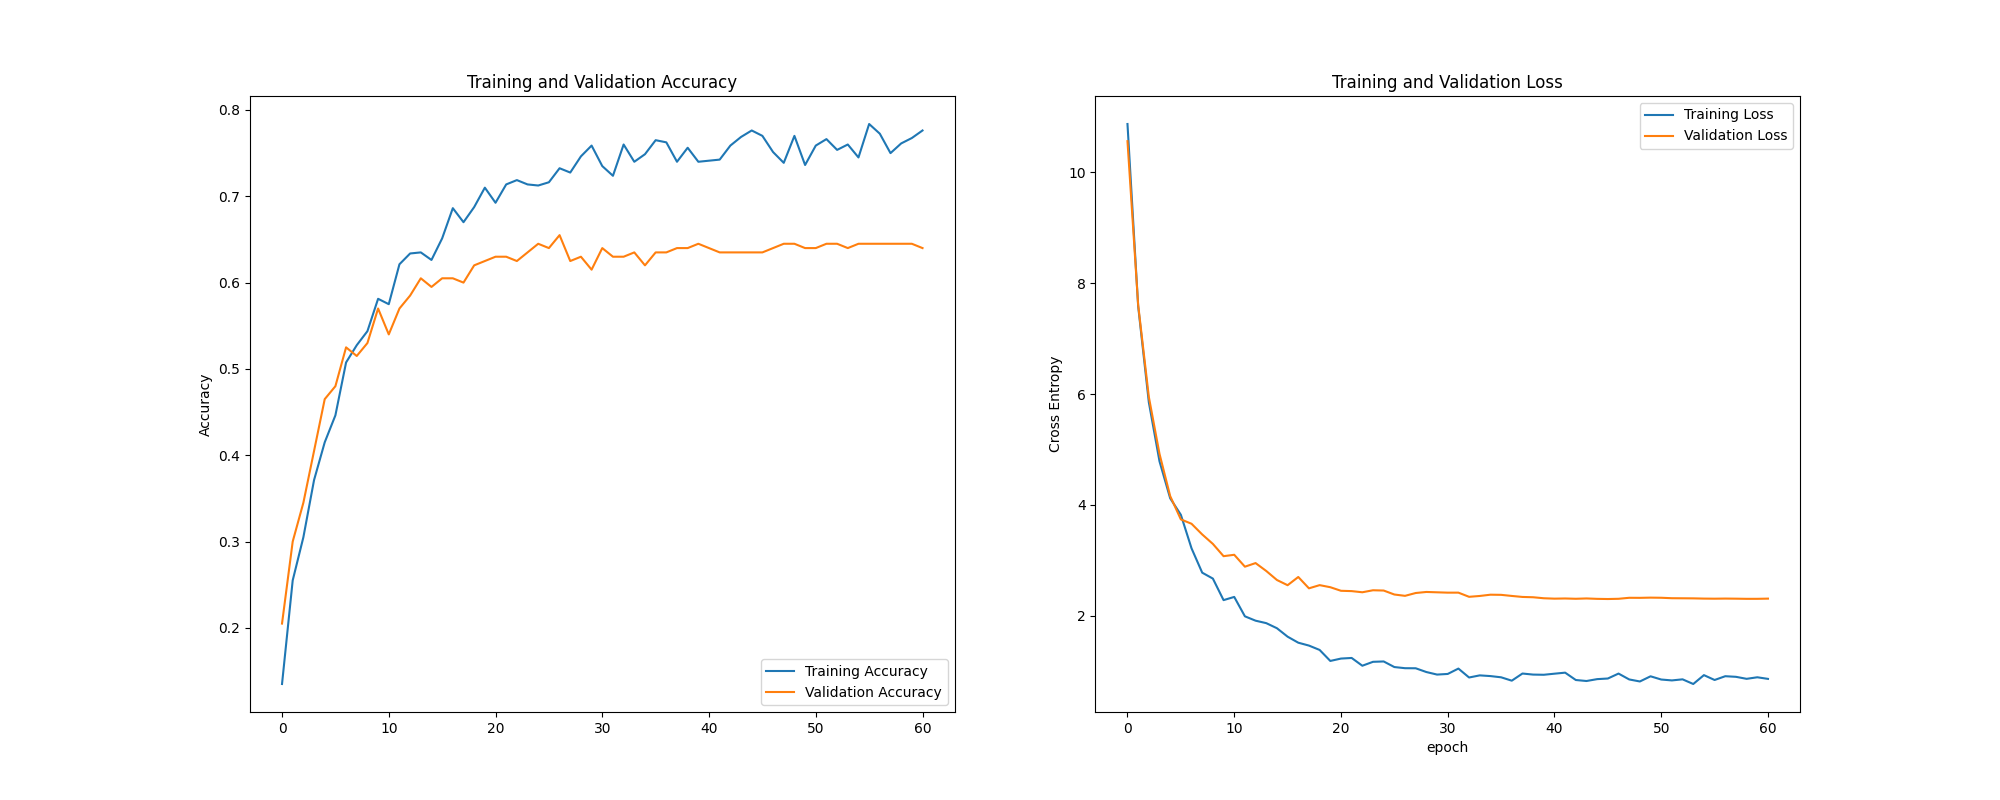 Training and Validation Accuracy
Accuracy
0.8
0.7
0.6
0.5
0.4
0.3
0.2
0 10 20 30 40 50 60
Training Accuracy
Validation Accuracy
Training and Validation Loss
Cross Entropy
10
8
6
4
2
0 10 20 30 40 50 60
epoch
Training Loss
Validation Loss